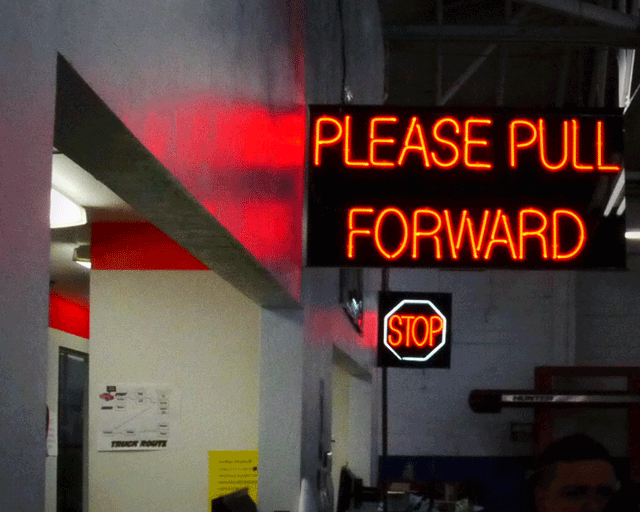 PLEASE PULL
FORWARD
STOP
HUNTER
TRUCK ROUTE